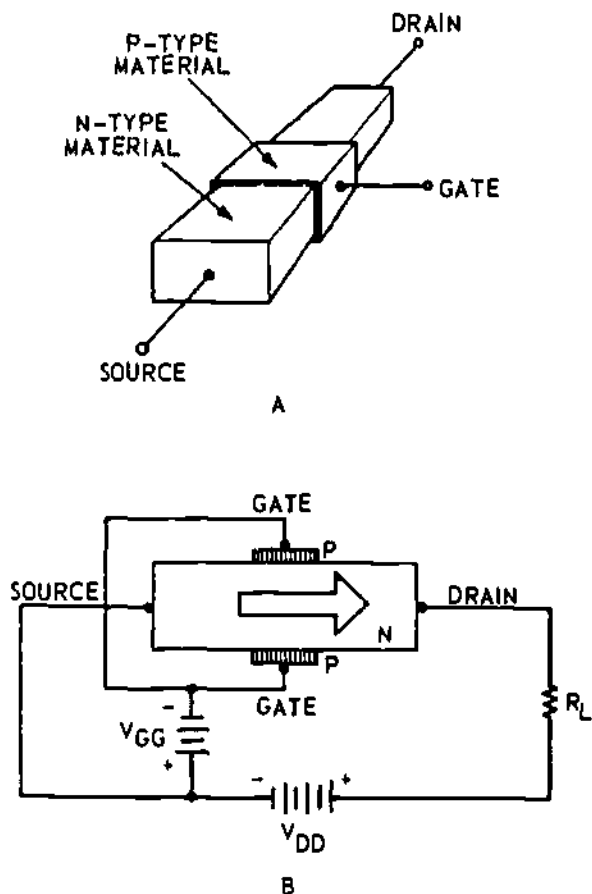 DRAIN
P-TYPE
MATERIAL
N-TYPE
MATERIAL
GATE
SOURCE
A
GATE
P
SOURCE
DRAIN
N
P
GATE
-
VGG
+
RL
- +
VDD
B